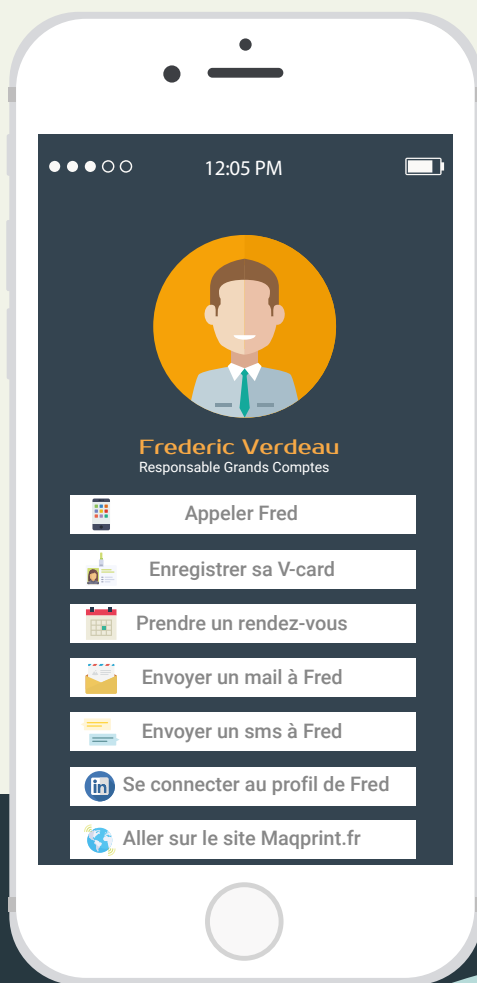 12:05 PM
Frederic Verdeau
Responsable Grands Comptes
Appeler Fred
Enregistrer sa V-card
Prendre un rendez-vous
Envoyer un mail à Fred
Envoyer un sms à Fred
in Se connecter au profil de Fred
Aller sur le site Maqprint.fr